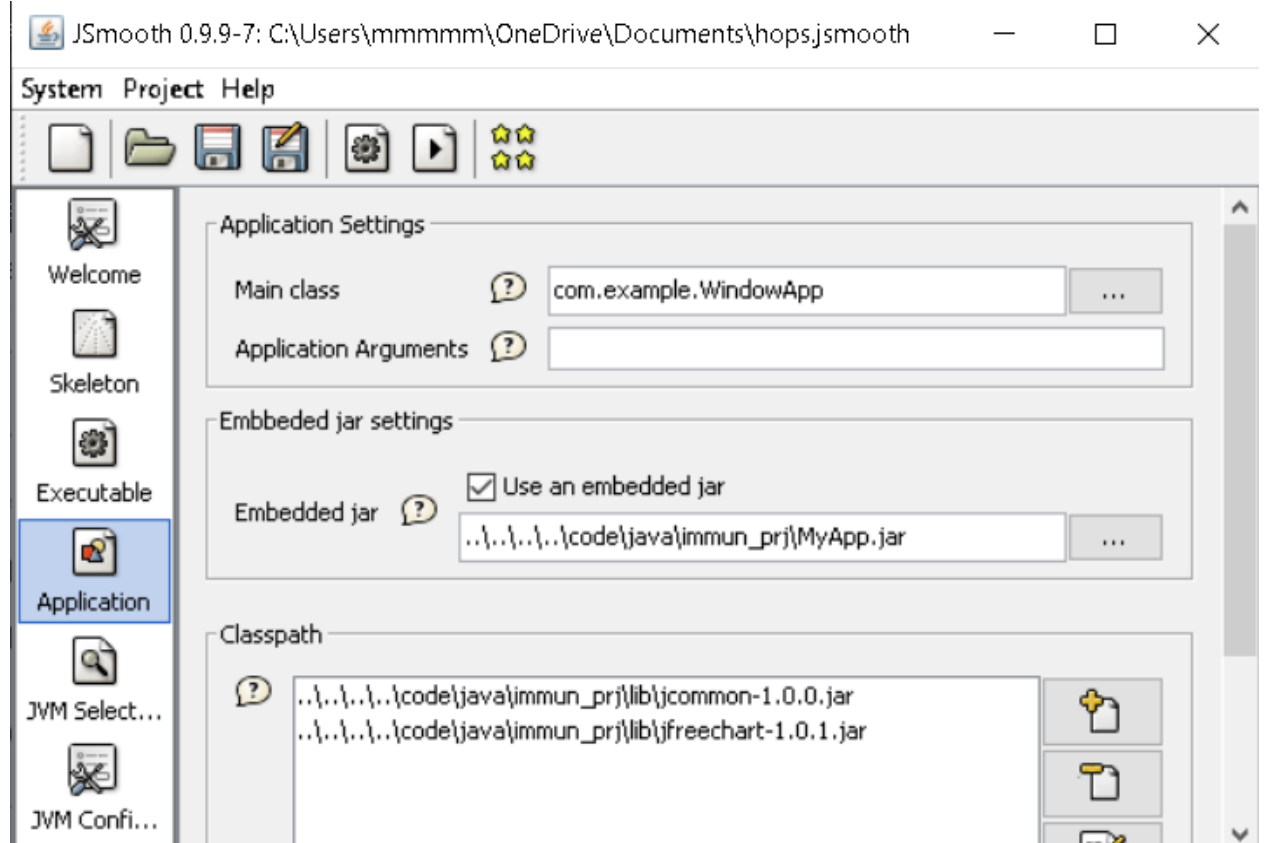 JSmooth 0.9.9-7: C:\Users\mmmmm\OneDrive\Documents\hops.jsmooth
System Project Help
Welcome
Skeleton
Executable
Application
JVM Select...
JVM Confi...
Application Settings
Main class ? com.example.WindowApp ...
Application Arguments ?
Embbeded jar settings
Use an embedded jar
Embedded jar ?
..\..\..\..\code\java\immun_prj\MyApp.jar ...
Classpath
?
..\..\..\..\code\java\immun_prj\lib\jcommon-1.0.0.jar
..\..\..\..\code\java\immun_prj\lib\jfreechart-1.0.1.jar